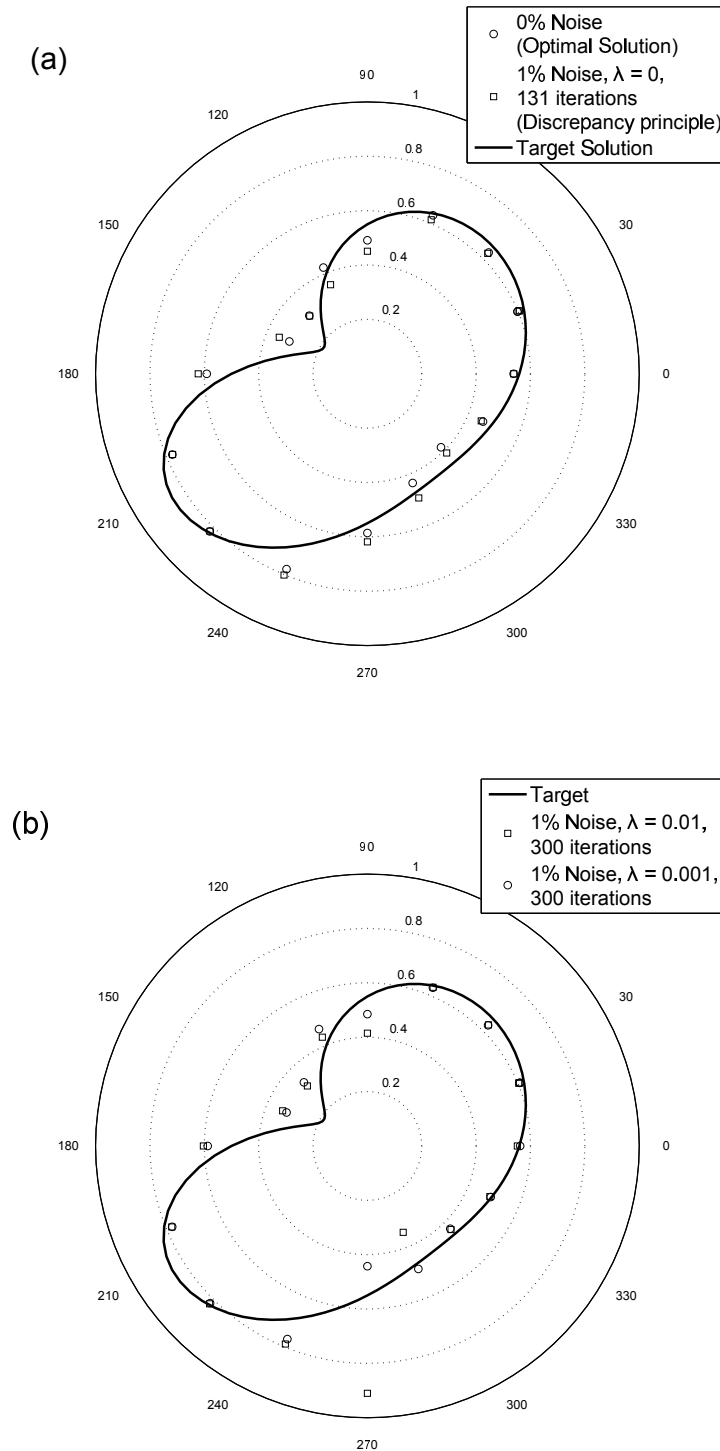 (a)
0% Noise
(Optimal Solution)
1% Noise, λ = 0,
131 iterations
(Discrepancy principle)
Target Solution
90
120
1
0.8
150
0.6
30
0.4
0.2
180
0
210
330
240
300
270
(b)
Target
1% Noise, λ = 0.01,
300 iterations
1% Noise, λ = 0.001,
300 iterations
90
120
1
0.8
150
0.6
30
0.4
0.2
180
0
210
330
240
300
270